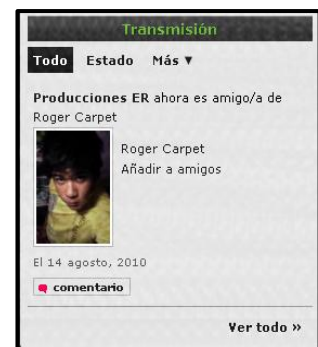 Transmisión
Todo Estado Más ▼
Producciones ER ahora es amigo/a de
Roger Carpet
Roger Carpet
Añadir a amigos
El 14 agosto, 2010
comentario
Ver todo »